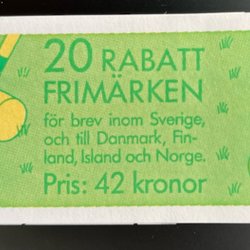 20 RABATT
FRIMÄRKEN
för brev inom Sverige,
och till Danmark, Fin-
land, Island och Norge.
Pris: 42 kronor